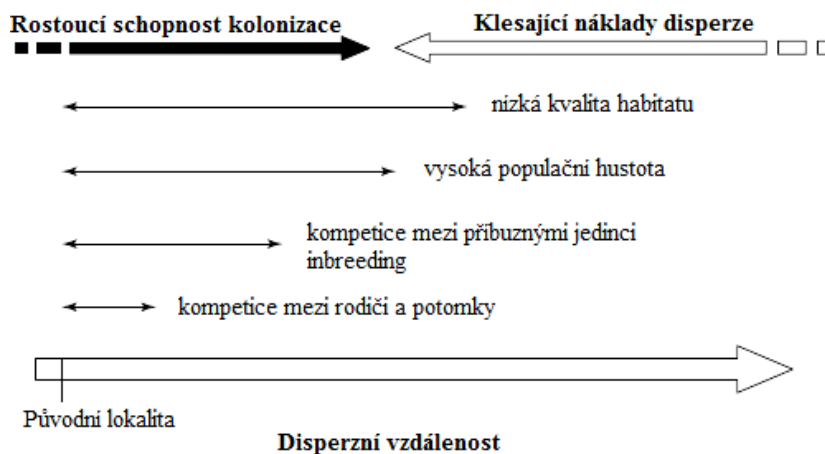 Rostoucí schopnost kolonizace
Klesající náklady disperze
nízká kvalita habitatu
vysoká populační hustota
kompetice mezi příbuznými jedinci
inbreeding
kompetice mezi rodiči a potomky
Původní lokalita
Disperzní vzdálenost